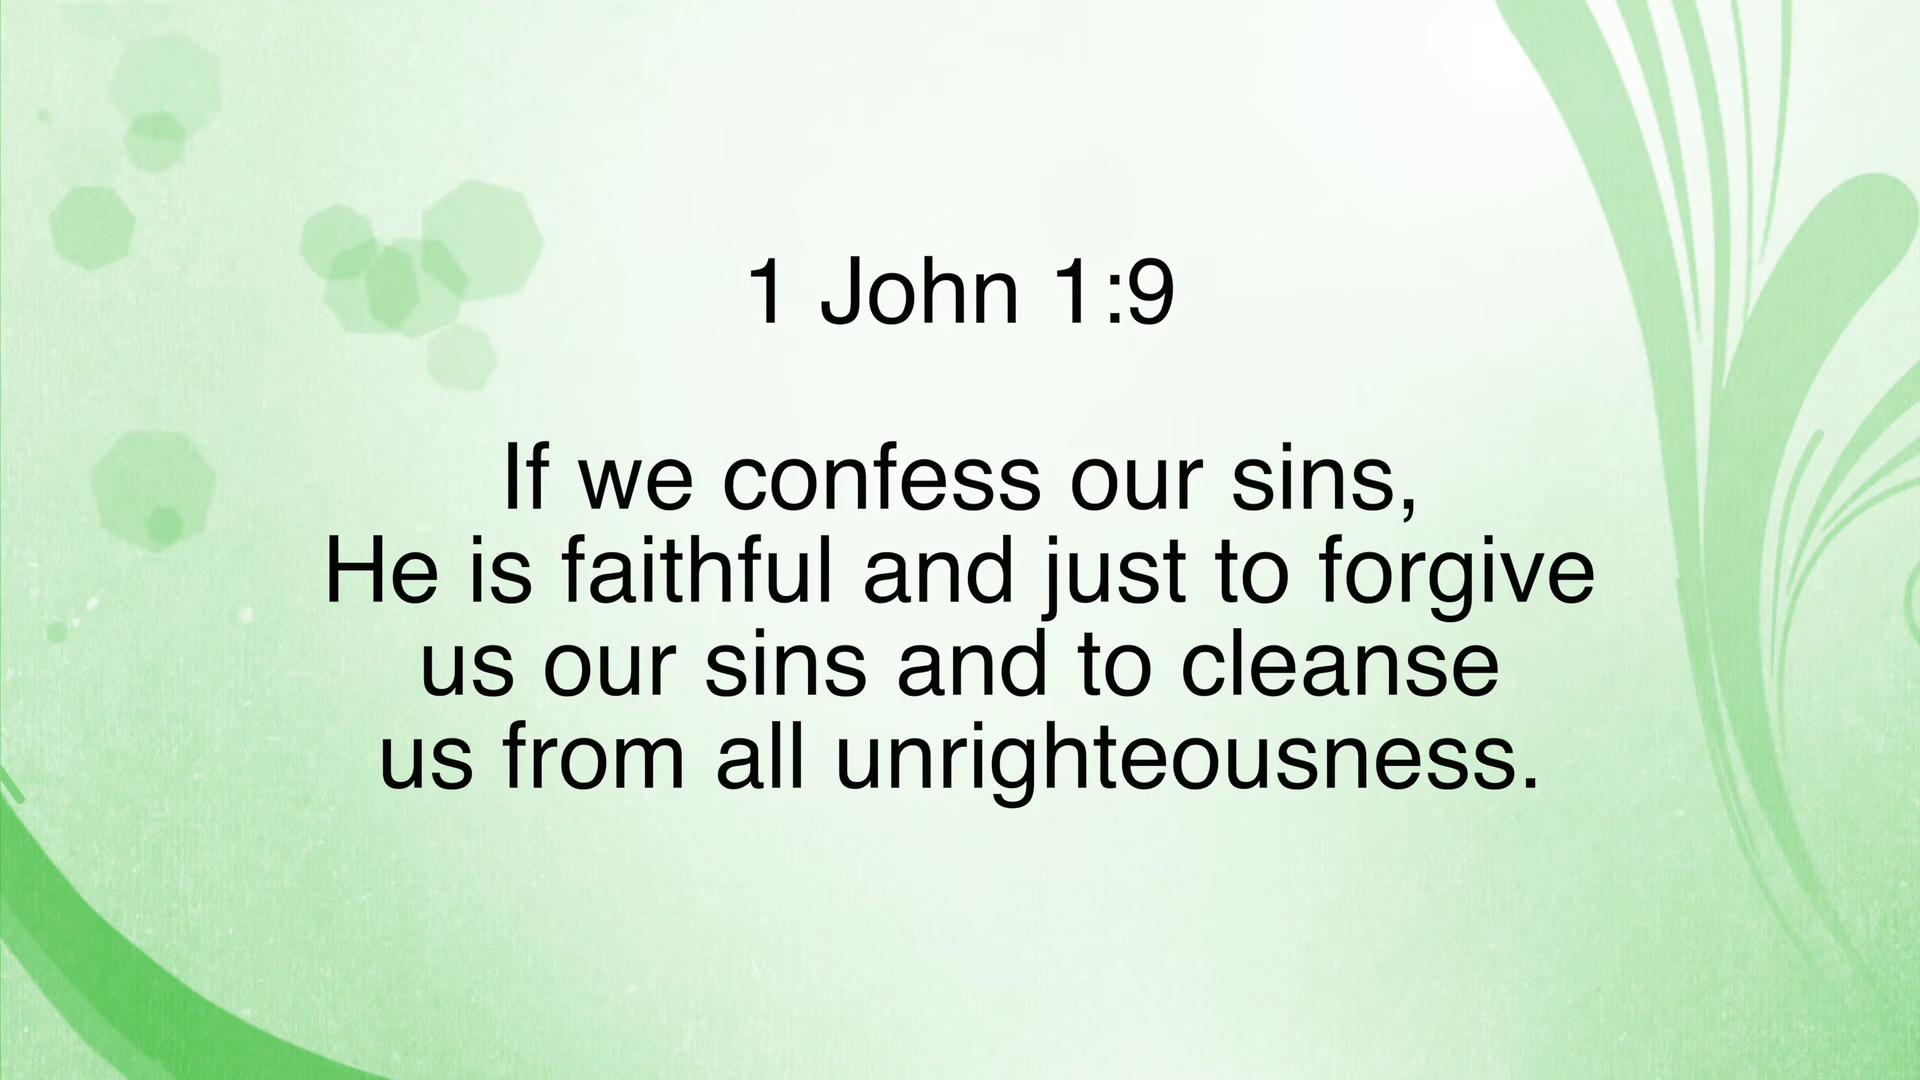 1 John 1:9
If we confess our sins,
He is faithful and just to forgive
us our sins and to cleanse
us from all unrighteousness.